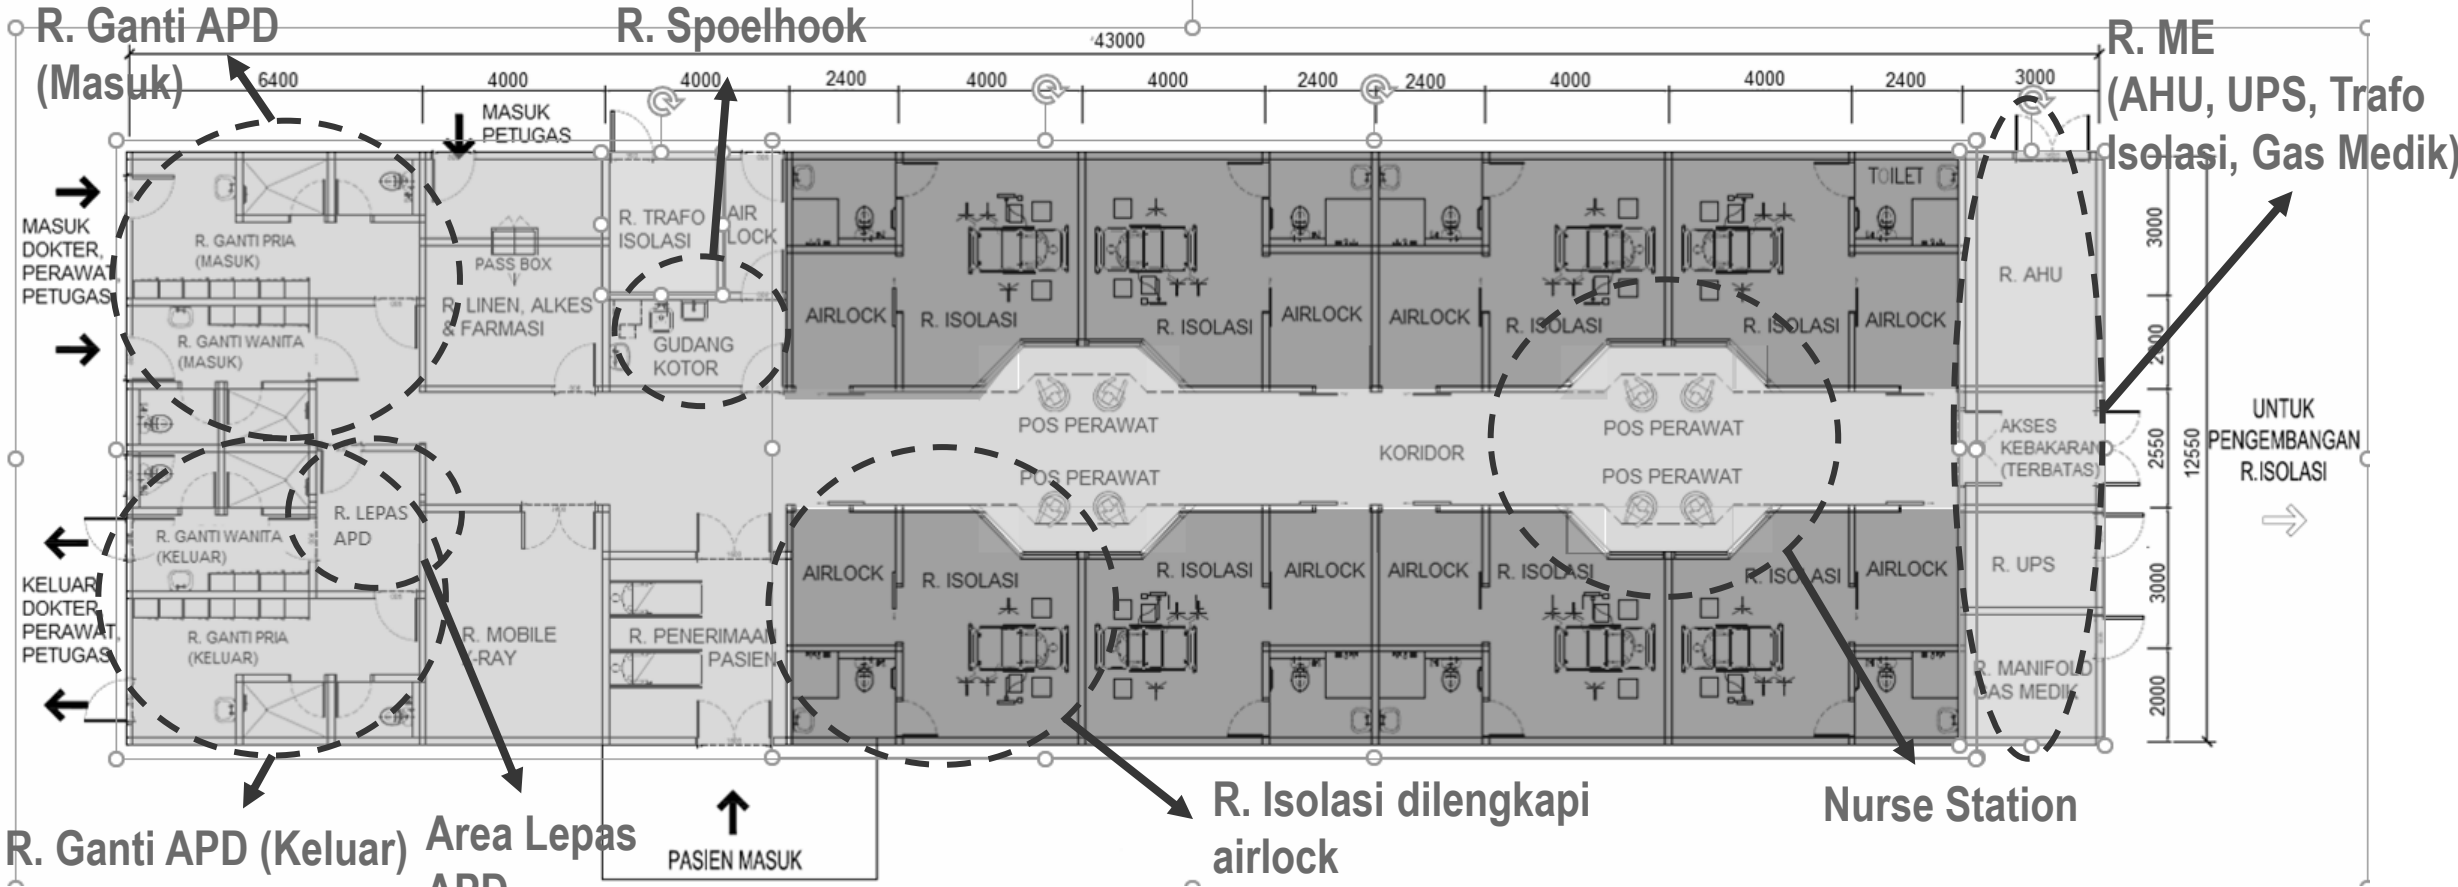 R. Ganti APD
(Masuk)
R. Spoelhook
R. ME
(AHU, UPS, Trafo
Isolasi, Gas Medik)
43000
6400
4000
4000
2400
4000
4000
2400
2400
4000
4000
2400
3000
MASUK
PETUGAS
MASUK
DOKTER,
PERAWAT
PETUGAS
R. GANTI PRIA
(MASUK)
R. GANTI WANITA
(MASUK)
PASS BOX
R. LINEN, ALKES
& FARMASI
R. TRAFO
ISOLASI
AIR
LOCK
GUDANG
KOTOR
TOILET
AIRLOCK
R. ISOLASI
R. ISOLASI
AIRLOCK
AIRLOCK
R. ISOLASI
R. ISOLASI
AIRLOCK
R. AHU
3000
2000
POS PERAWAT
POS PERAWAT
KORIDOR
POS PERAWAT
POS PERAWAT
AKSES
KEBAKARAN
(TERBATAS)
2550
12550
UNTUK
PENGEMBANGAN
R.ISOLASI
R. LEPAS
APD
R. GANTI WANITA
(KELUAR)
KELUAR
DOKTER
PERAWAT,
PETUGAS
R. GANTI PRIA
(KELUAR)
R. MOBILE
X-RAY
R. PENERIMAAN
PASIEN
AIRLOCK
R. ISOLASI
R. ISOLASI
AIRLOCK
AIRLOCK
R. ISOLASI
R. ISOLASI
AIRLOCK
R. UPS
3000
R. MANIFOLD
GAS MEDIK
2000
PASIEN MASUK
R. Ganti APD (Keluar)
Area Lepas
APD
R. Isolasi dilengkapi
airlock
Nurse Station